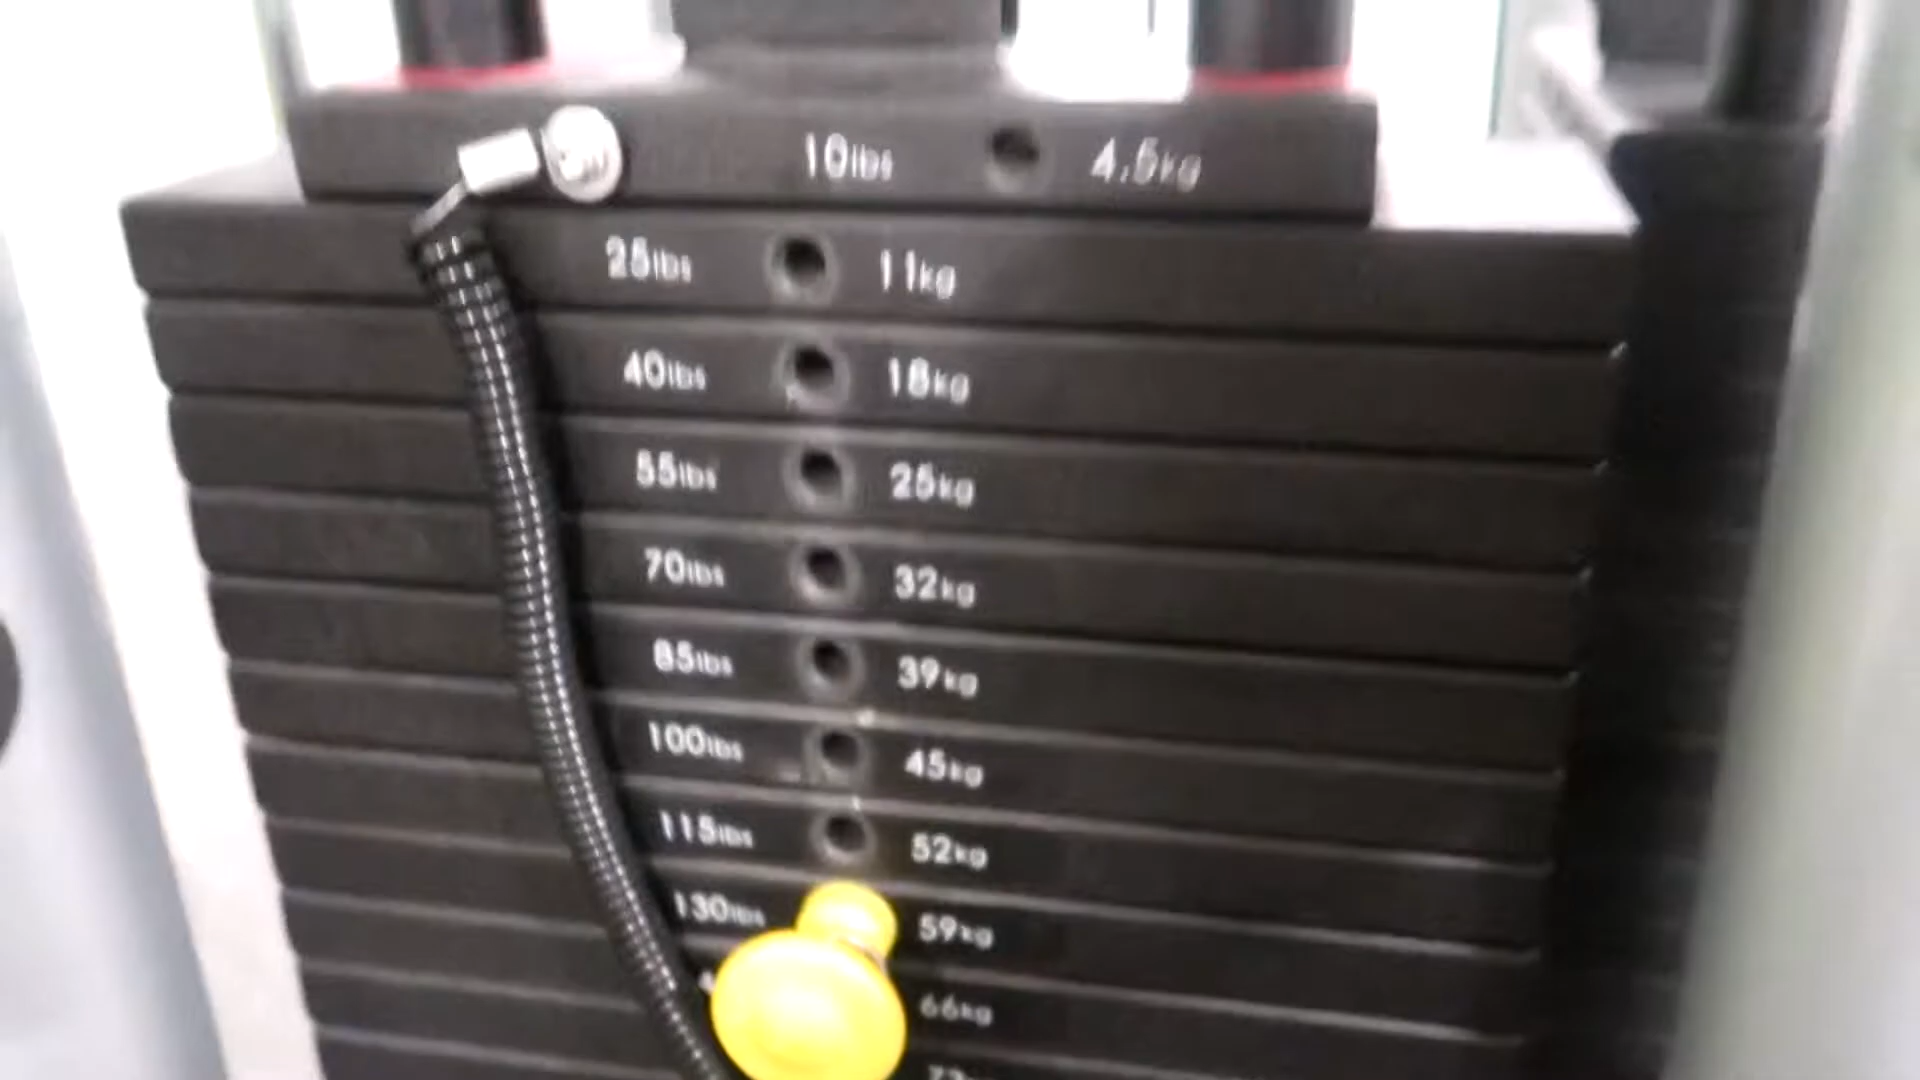 10lbs 4.5kg
25lbs 11kg
40lbs 18kg
55lbs 25kg
70lbs 32kg
85lbs 39kg
100lbs 45kg
115lbs 52kg
130lbs 59kg
66kg